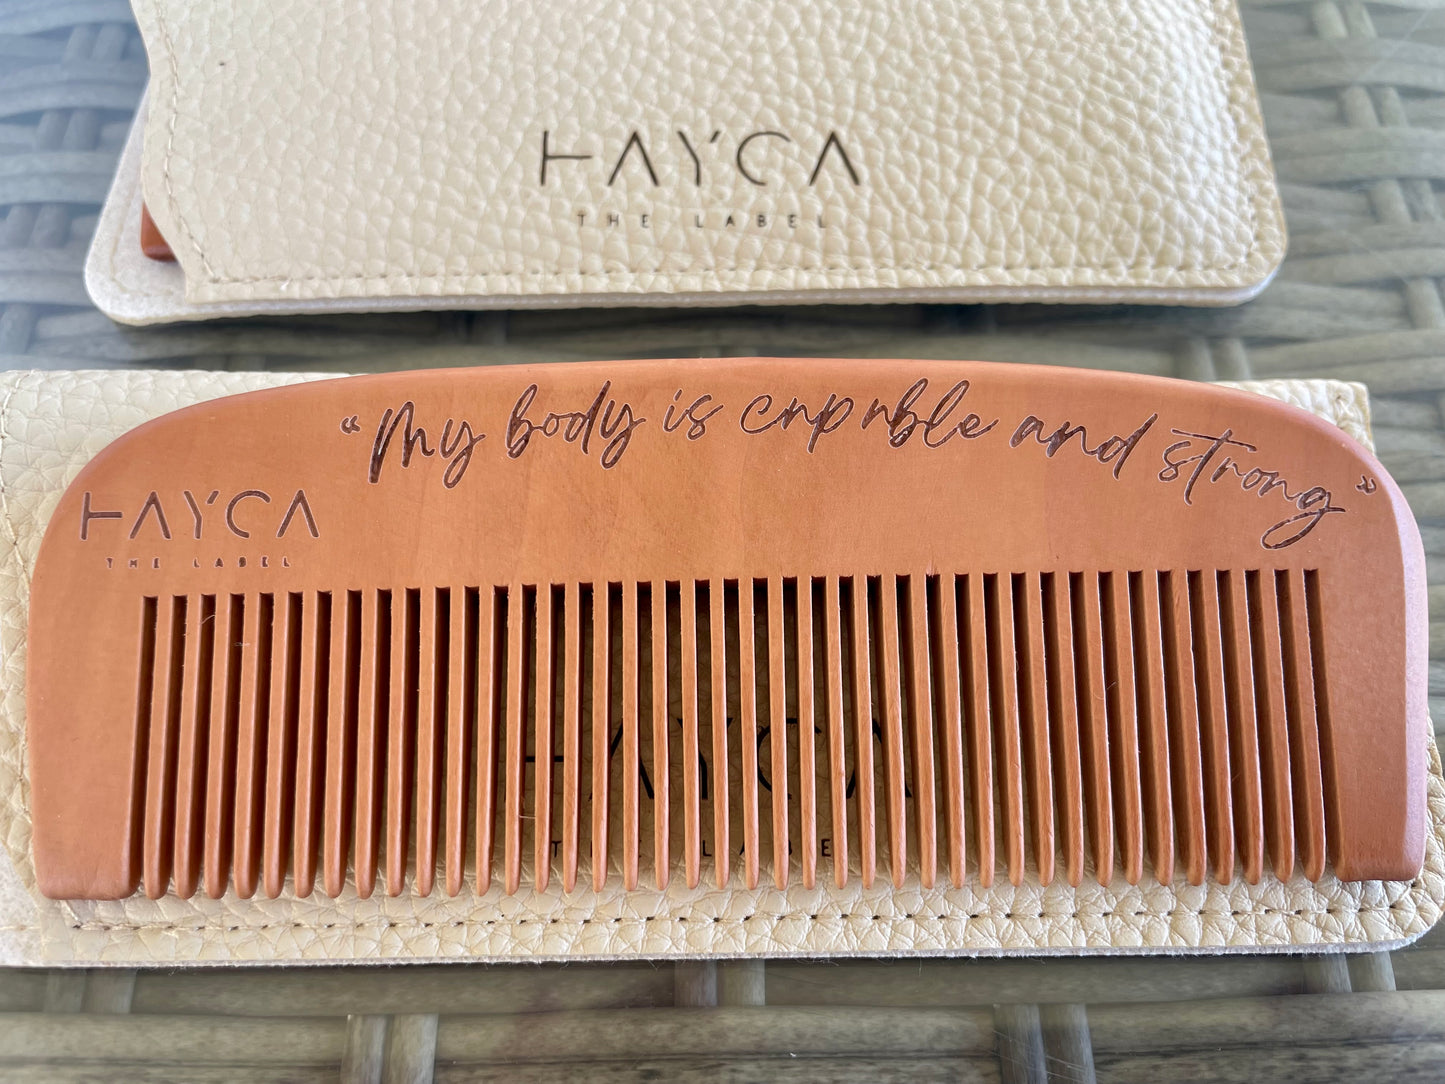 HAYCA
THE LABEL
“My body is capable and strong”
HAYCA
THE LABEL
HAYCA
THE LABEL